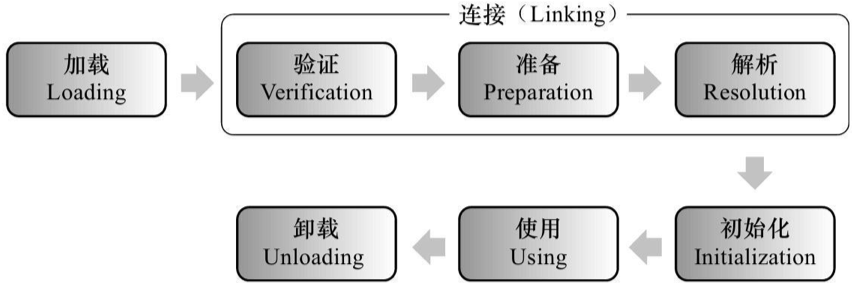 连接（Linking）
加载
Loading
验证
Verification
准备
Preparation
解析
Resolution
初始化
Initialization
使用
Using
卸载
Unloading